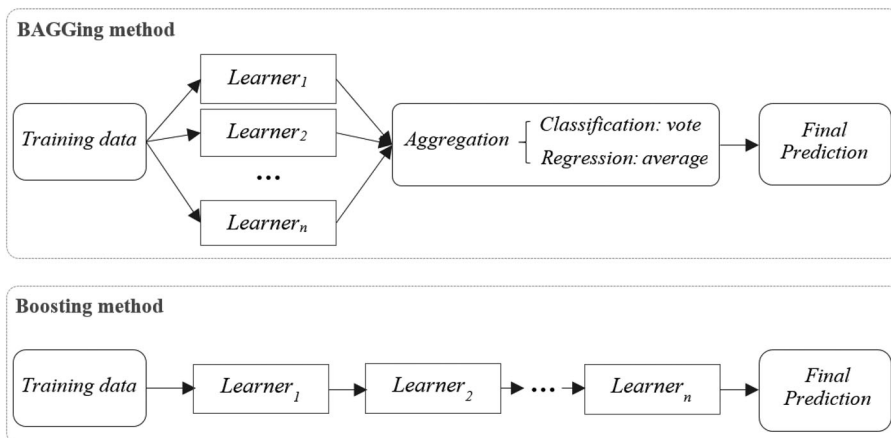 BAGGing method
Learner₁
Training data
Learner₂
...
Learnerₙ
Aggregation
Classification: vote
Regression: average
Final
Prediction
Boosting method
Training data
Learner₁
Learner₂
...
Learnerₙ
Final
Prediction